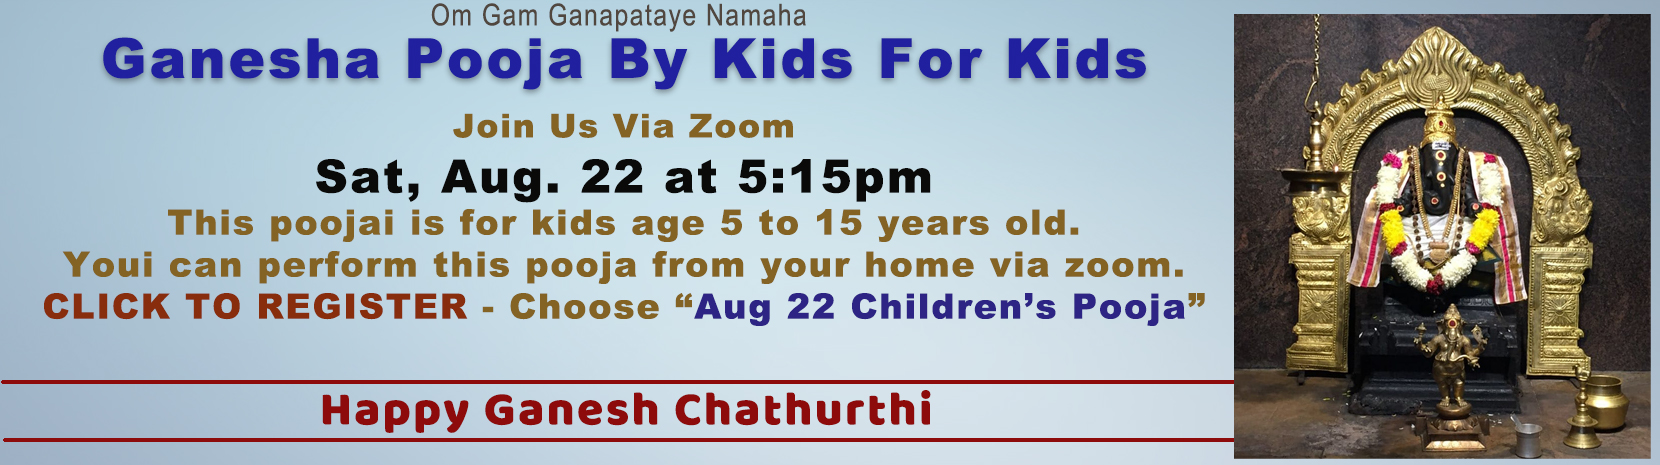 Om Gam Ganapataye Namaha
Ganesha Pooja By Kids For Kids
Join Us Via Zoom
Sat, Aug. 22 at 5:15pm
This poojai is for kids age 5 to 15 years old.
Youi can perform this pooja from your home via zoom.
CLICK TO REGISTER - Choose “Aug 22 Children’s Pooja”
Happy Ganesh Chathurthi